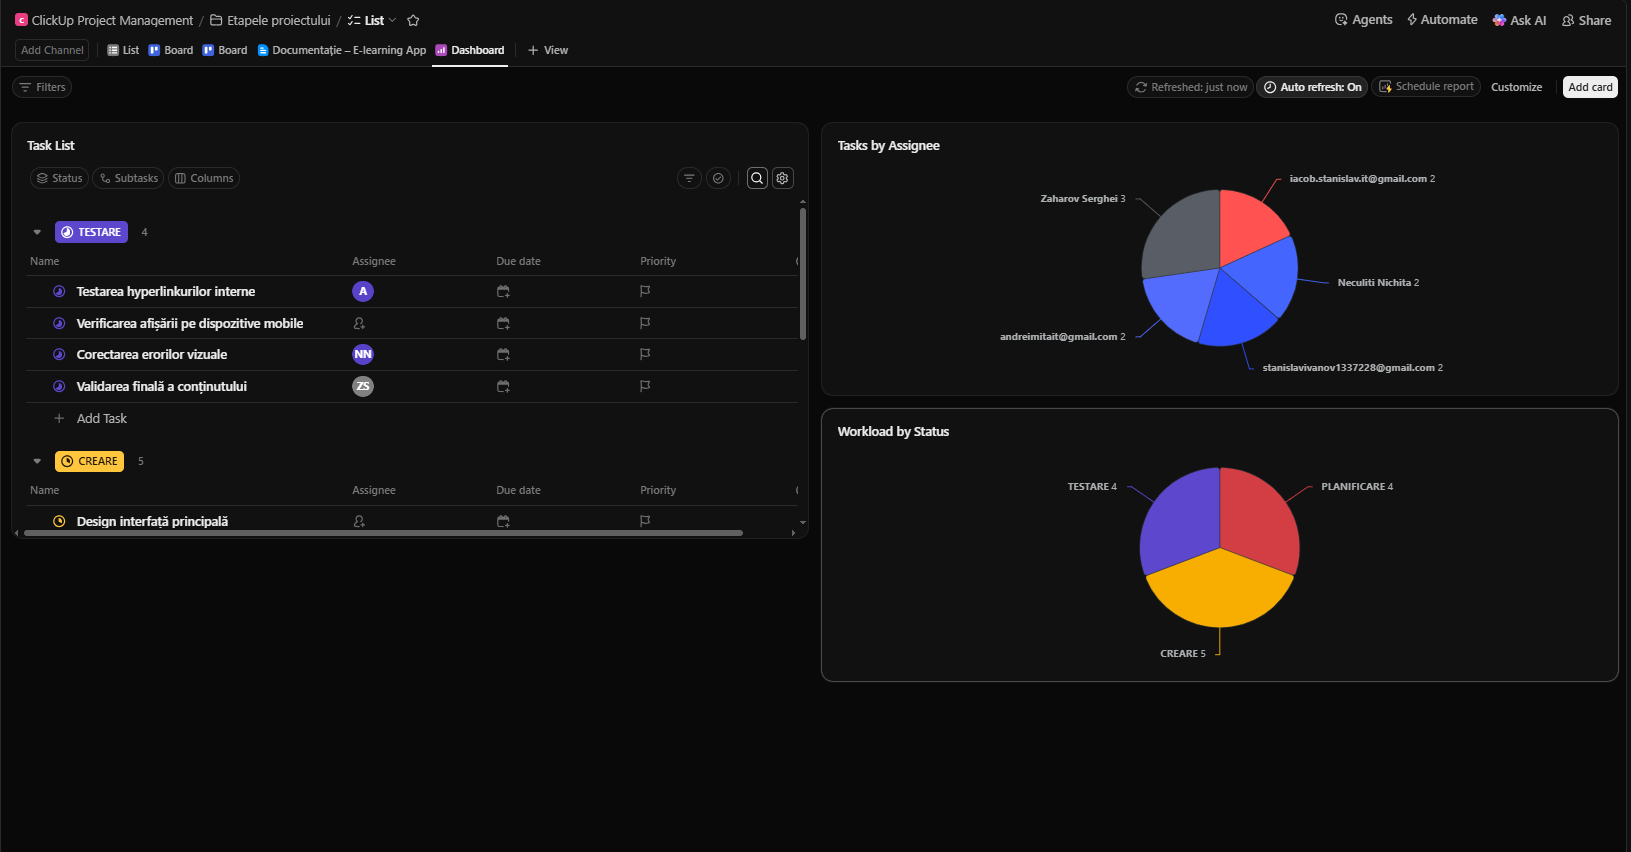 ClickUp Project Management / Etapele proiectului / List
Agents Automate Ask AI Share
Add Channel List Board Board Documentație – E-learning App Dashboard + View
Filters
Refreshed: just now Auto refresh: On Schedule report Customize Add card
Task List
Status Subtasks Columns
TESTARE 4
Name Assignee Due date Priority
Testarea hyperlinkurilor interne A
Verificarea afișării pe dispozitive mobile
Corectarea erorilor vizuale NN
Validarea finală a conținutului ZS
+ Add Task
CREARE 5
Name Assignee Due date Priority
Design interfață principală
Tasks by Assignee
iacob.stanislav.it@gmail.com 2
Zaharov Serghei 3
Neculiti Nichita 2
andreimitait@gmail.com 2
stanislavivanov1337228@gmail.com 2
Workload by Status
TESTARE 4
PLANIFICARE 4
CREARE 5